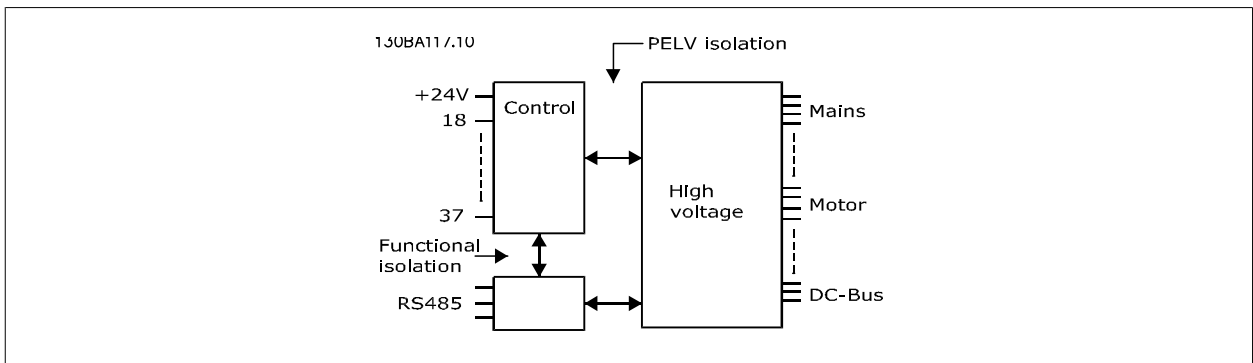 130BA117.10
PELV isolation
+24V
Control
18
Mains
High
voltage
37
Motor
Functional
isolation
RS485
DC-Bus